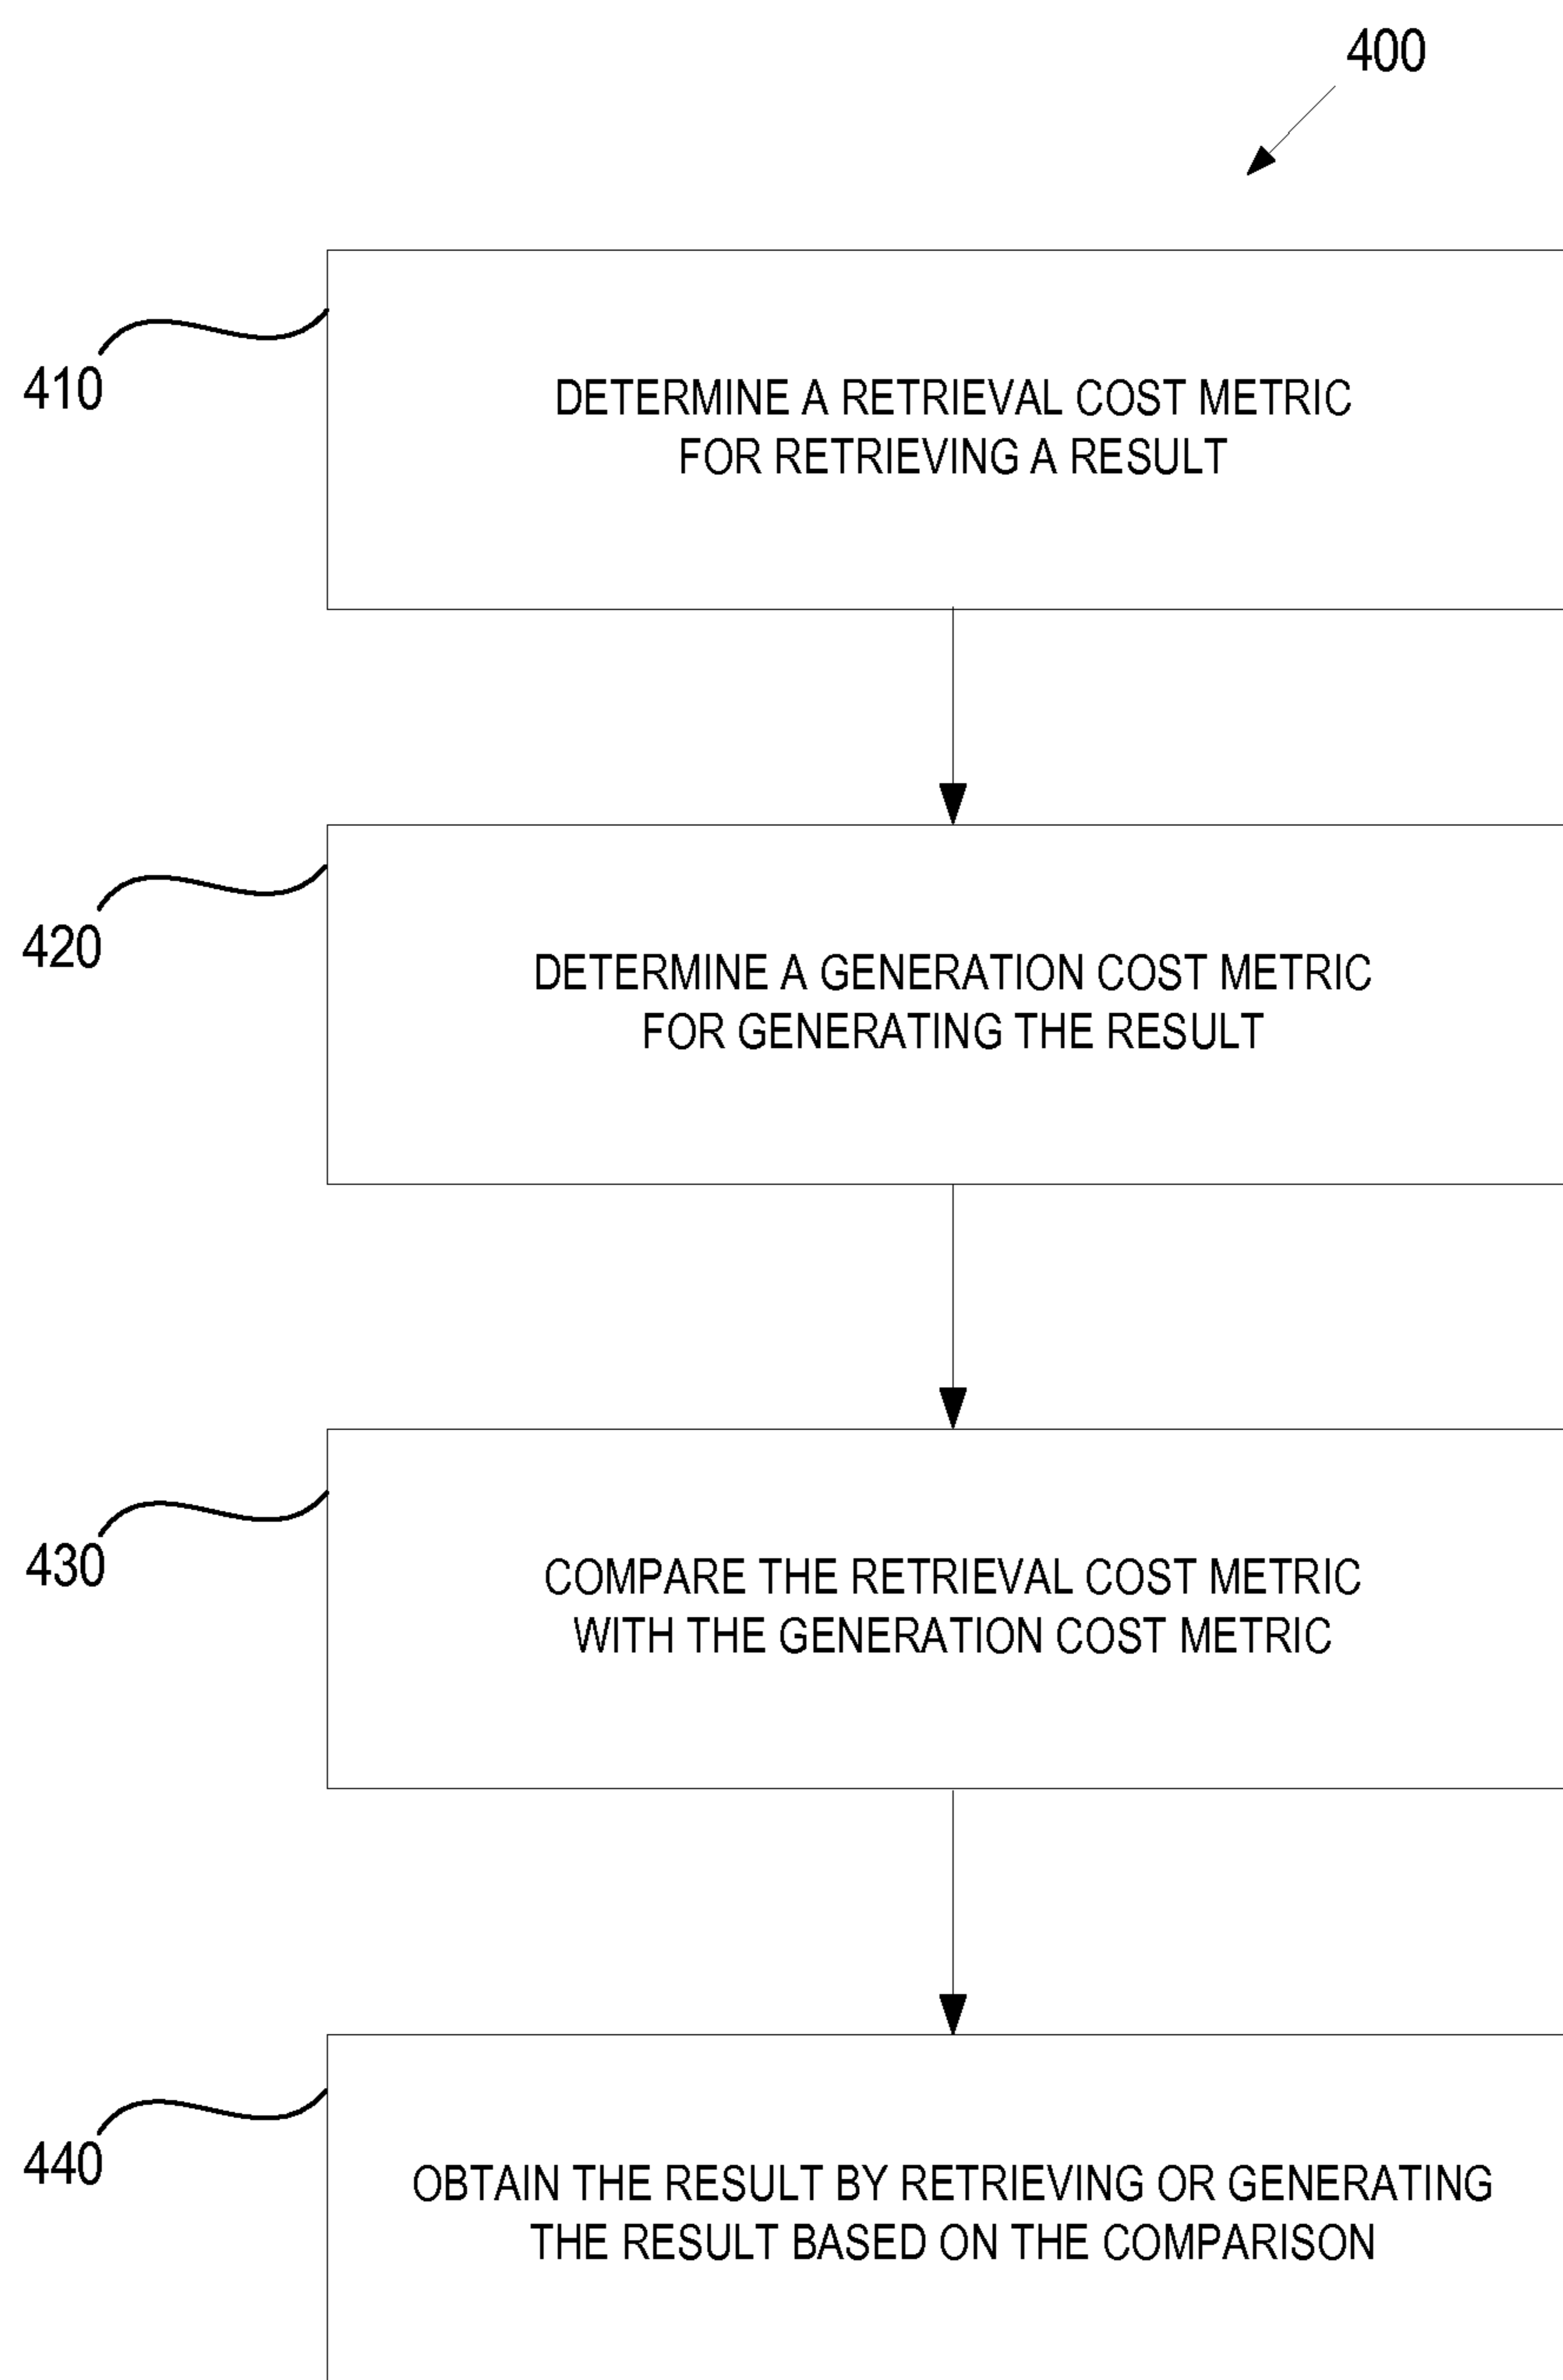 400
410
DETERMINE A RETRIEVAL COST METRIC
FOR RETRIEVING A RESULT
420
DETERMINE A GENERATION COST METRIC
FOR GENERATING THE RESULT
430
COMPARE THE RETRIEVAL COST METRIC
WITH THE GENERATION COST METRIC
440
OBTAIN THE RESULT BY RETRIEVING OR GENERATING
THE RESULT BASED ON THE COMPARISON